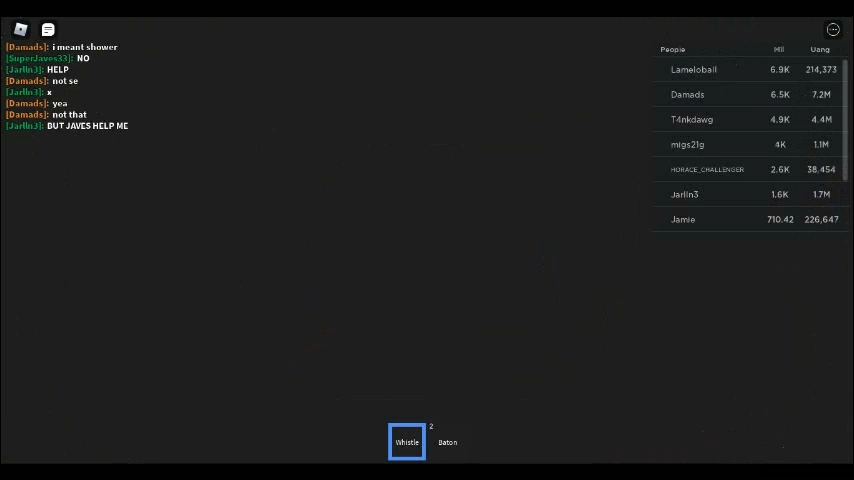 [Damads]: i meant shower
[SuperJaves33]: NO
[Jarlln3]: HELP
[Damads]: not se
[Jarlln3]: x
[Damads]: yea
[Damads]: not that
[Jarlln3]: BUT JAVES HELP ME
People Mil Uang
Lameloball 6.9K 214,373
Damads 6.5K 7.2M
T4nkdawg 4.9K 4.4M
migs21g 4K 1.1M
HORACE_CHALLENGER 2.6K 38,454
Jarlln3 1.6K 1.7M
Jamie 710.42 226,647
2
Whistle Baton